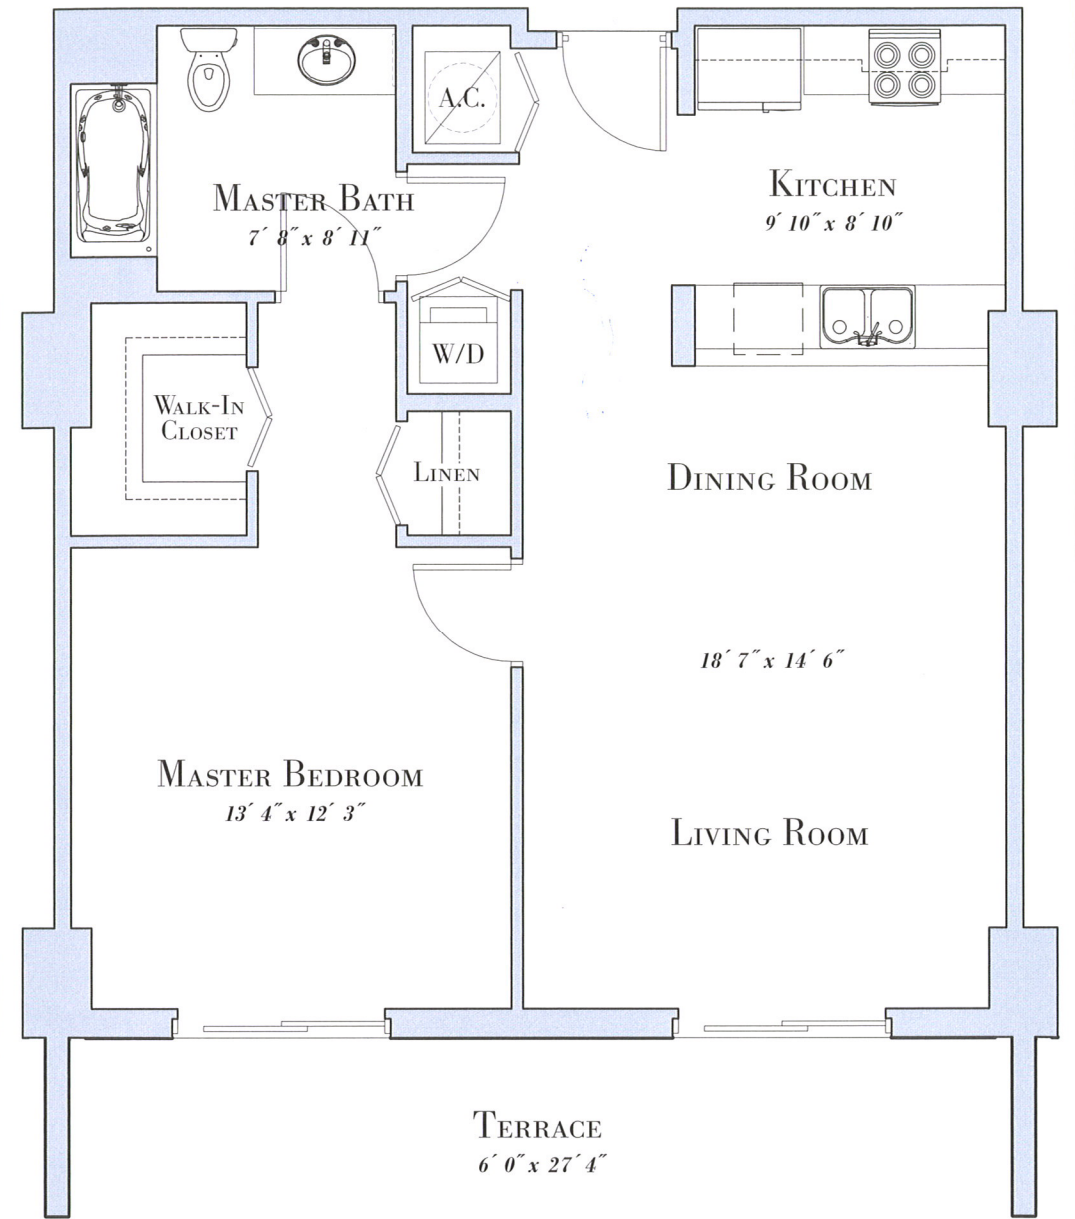 A.C.
Master Bath
7´ 8˝ x 8´ 11˝
Kitchen
9´ 10˝ x 8´ 10˝
W/D
Walk-In
Closet
Linen
Dining Room
18´ 7˝ x 14´ 6˝
Master Bedroom
13´ 4˝ x 12´ 3˝
Living Room
Terrace
6´ 0˝ x 27´ 4˝